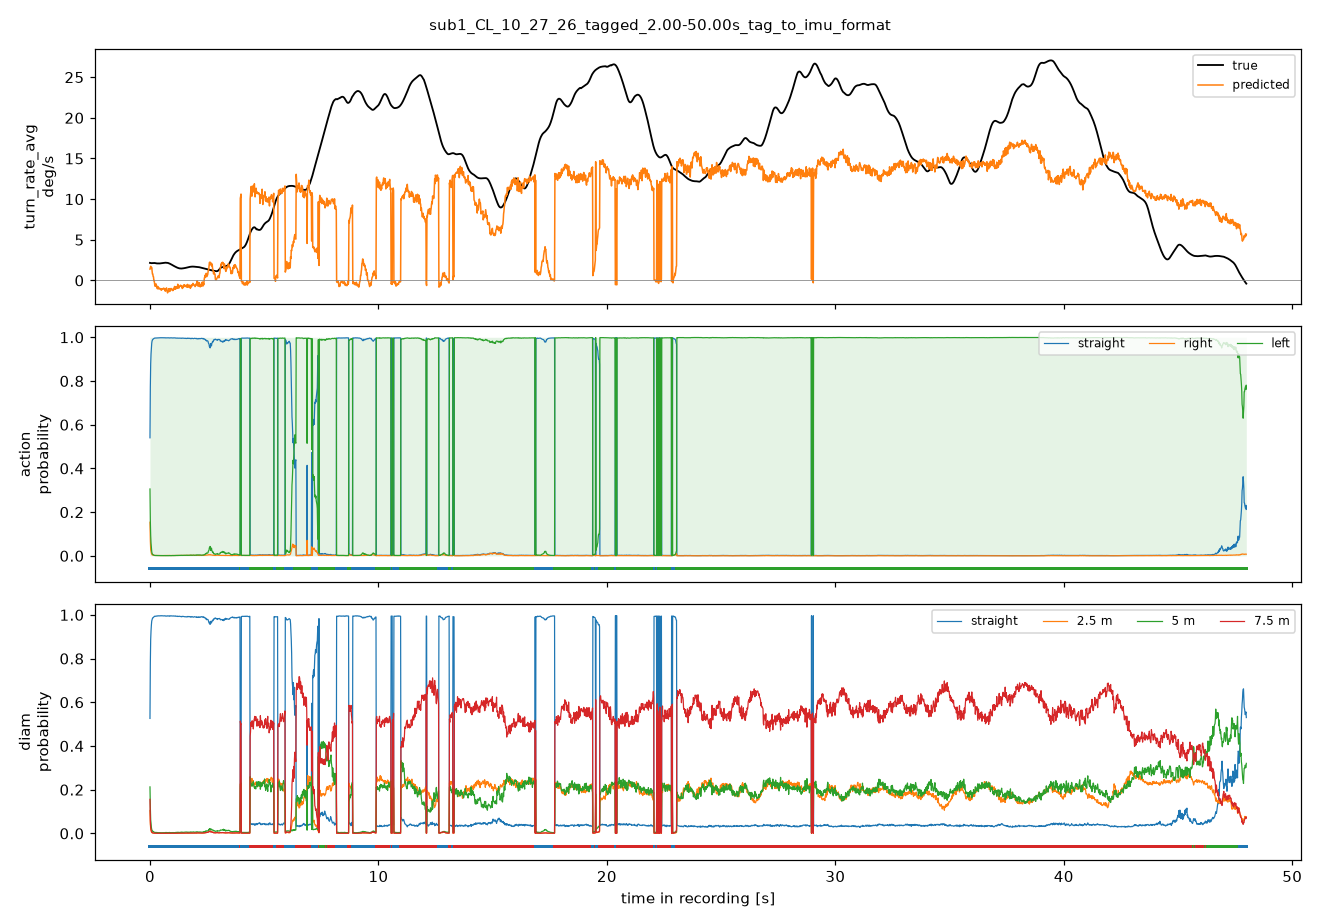 sub1_CL_10_27_26_tagged_2.00-50.00s_tag_to_imu_format
turn_rate_avg
deg/s
25
20
15
10
5
0
true
predicted
action
probability
1.0
0.8
0.6
0.4
0.2
0.0
straight right left
diam
probability
1.0
0.8
0.6
0.4
0.2
0.0
straight 2.5 m 5 m 7.5 m
0 10 20 30 40 50
time in recording [s]